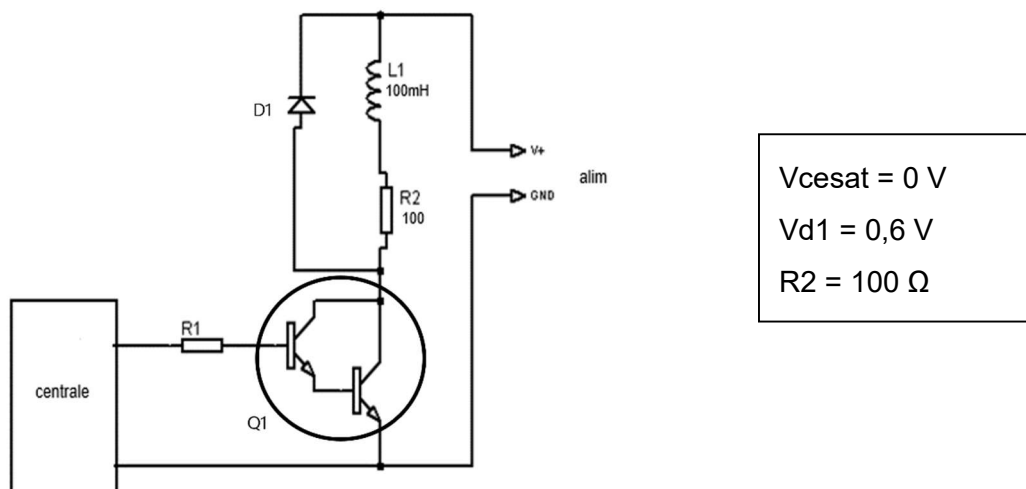 L1
100mH
D1
V+
alim
GND
R2
100
R1
centrale
Q1
Vcesat = 0 V
Vd1 = 0,6 V
R2 = 100 Ω